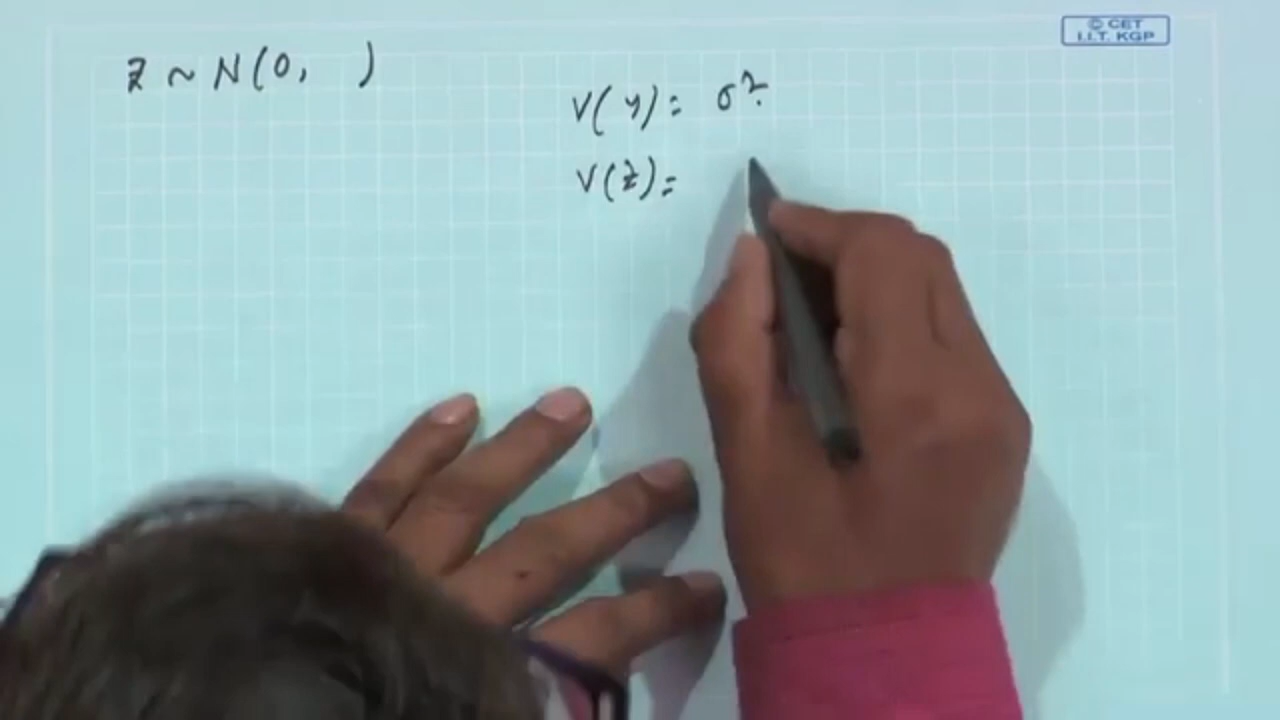 © CET
I.I.T. KGP
z ~ N(0,   )
V(y) = σ².
V(z) =